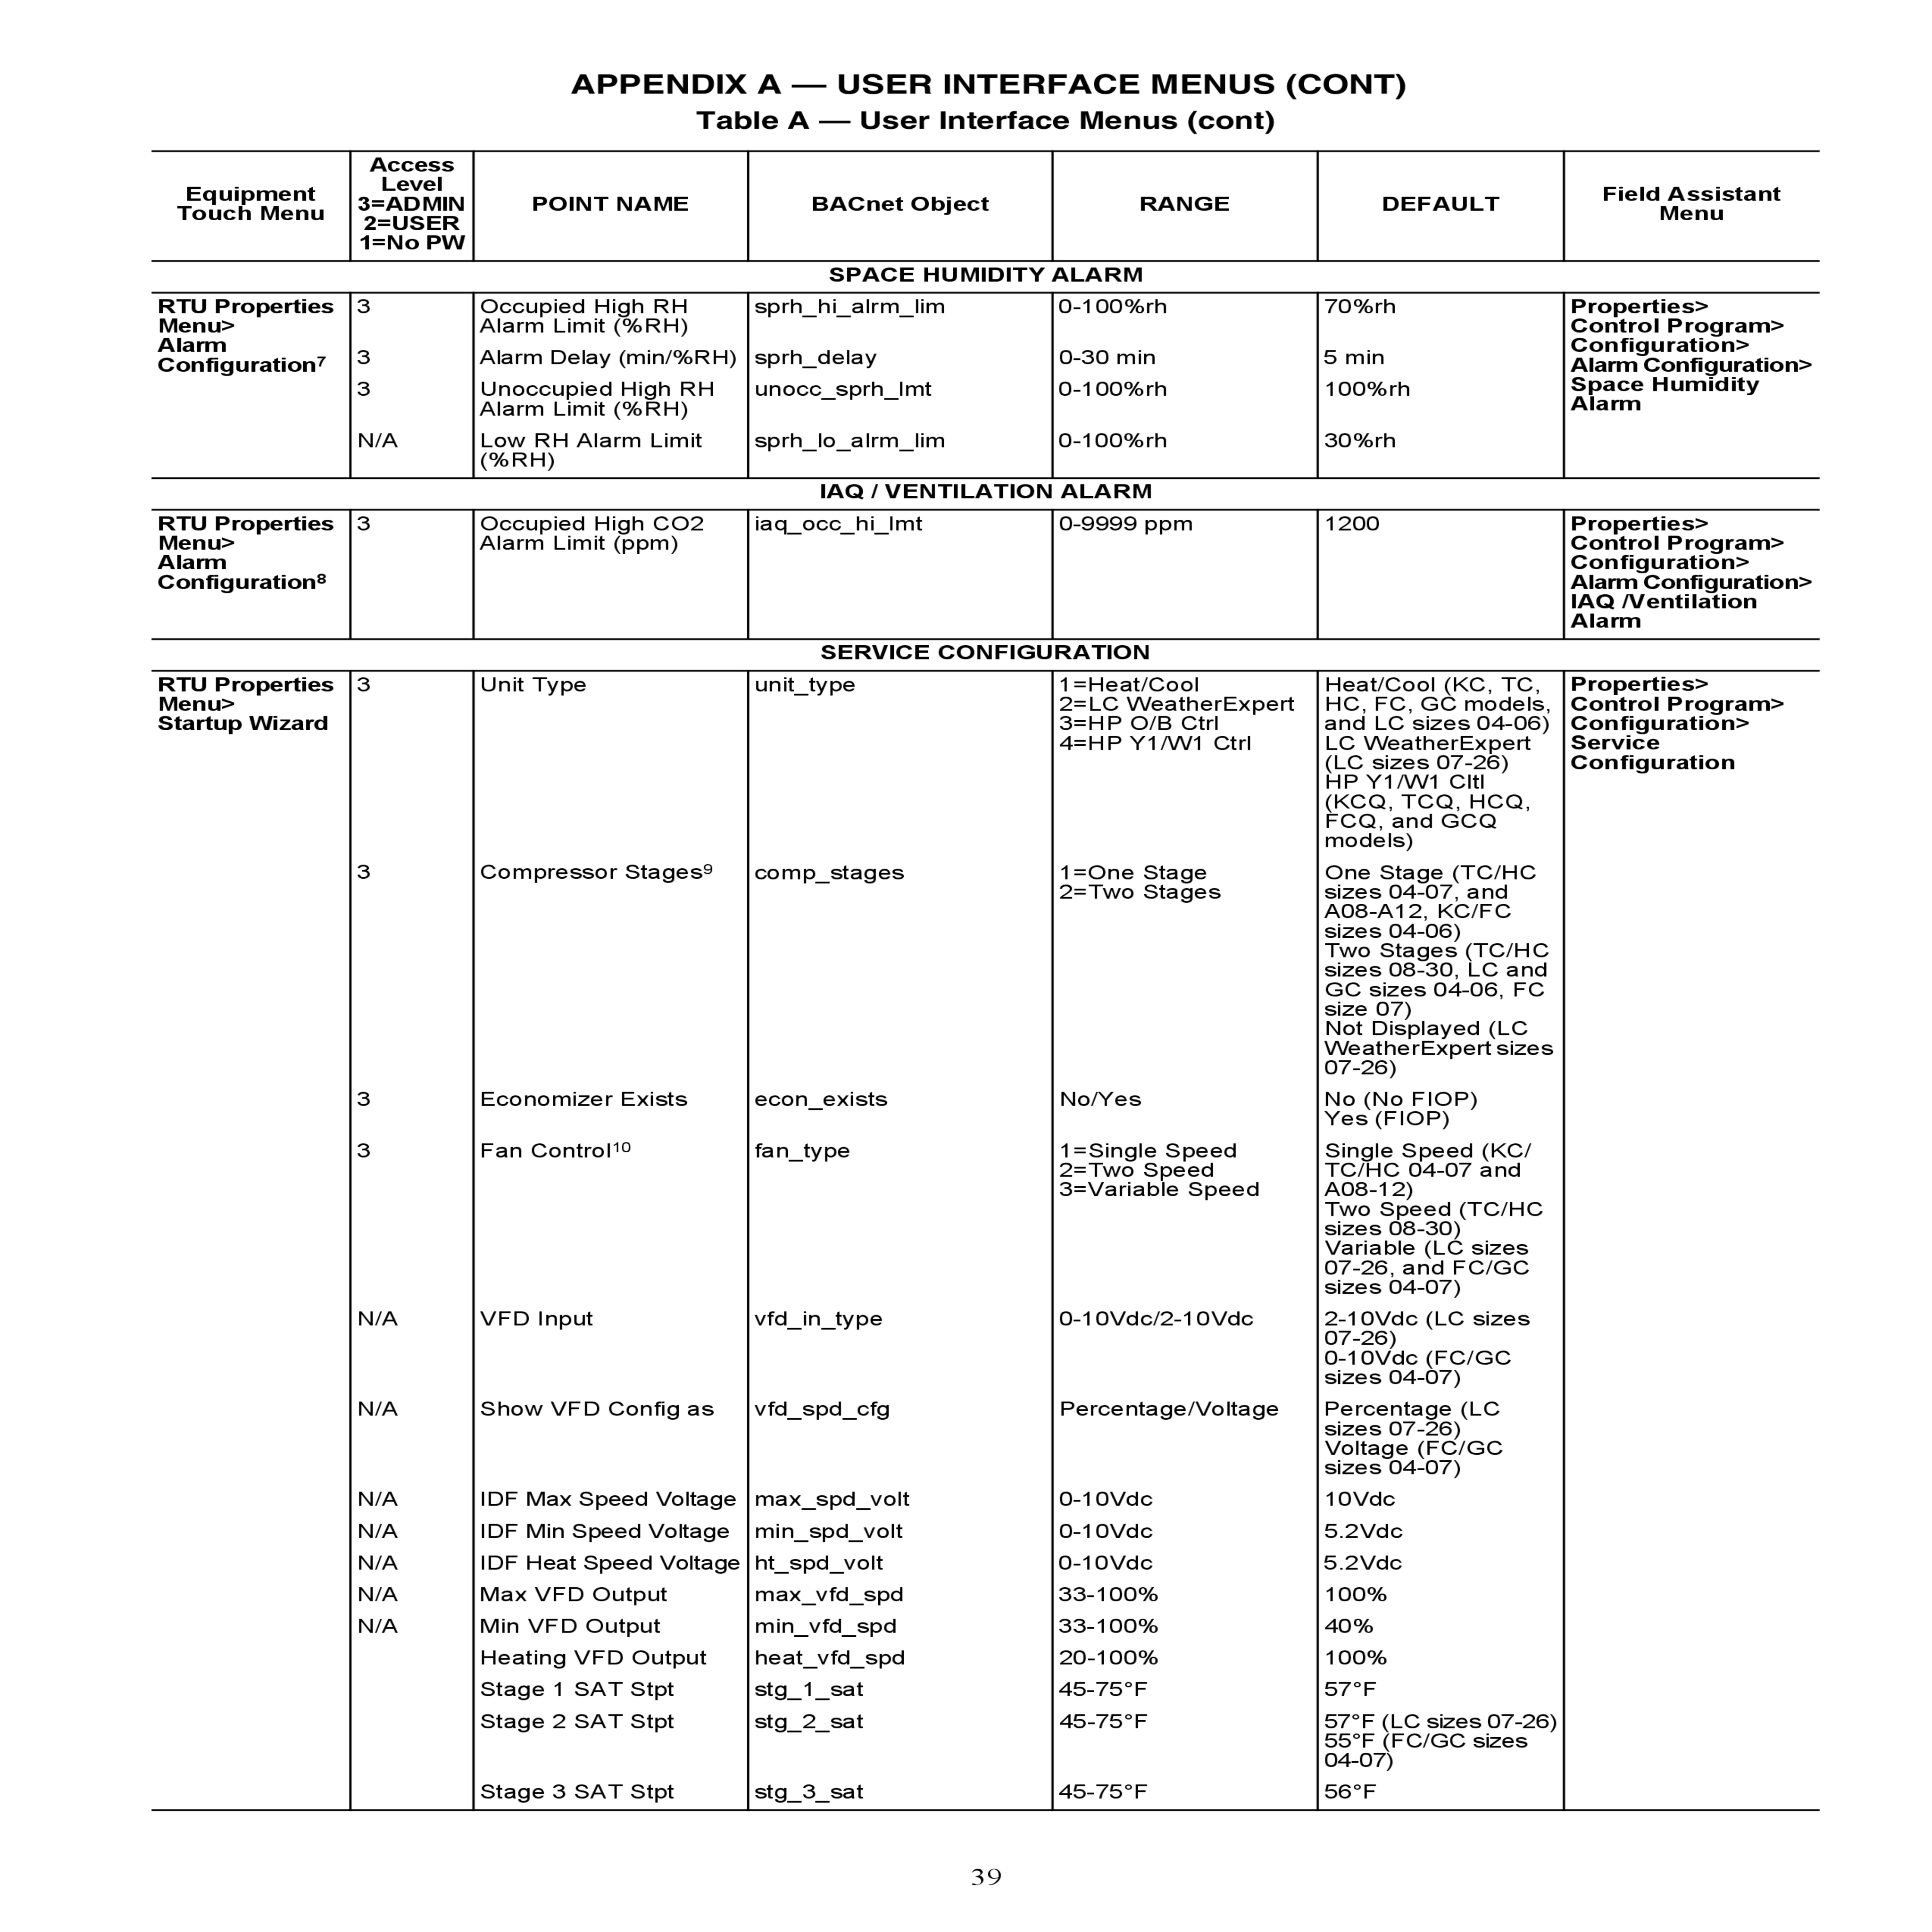 APPENDIX A — USER INTERFACE MENUS (CONT)
Table A — User Interface Menus (cont)
Equipment
Touch Menu
Access
Level
3=ADMIN
2=USER
1=No PW
POINT NAME
BACnet Object
RANGE
DEFAULT
Field Assistant
Menu
SPACE HUMIDITY ALARM
RTU Properties
Menu>
Alarm
Configuration⁷
3
Occupied High RH
Alarm Limit (%RH)
sprh_hi_alrm_lim
0-100%rh
70%rh
Properties>
Control Program>
Configuration>
Alarm Configuration>
Space Humidity
Alarm
3
Alarm Delay (min/%RH)
sprh_delay
0-30 min
5 min
3
Unoccupied High RH
Alarm Limit (%RH)
unocc_sprh_lmt
0-100%rh
100%rh
N/A
Low RH Alarm Limit
(%RH)
sprh_lo_alrm_lim
0-100%rh
30%rh
IAQ / VENTILATION ALARM
RTU Properties
Menu>
Alarm
Configuration⁸
3
Occupied High CO2
Alarm Limit (ppm)
iaq_occ_hi_lmt
0-9999 ppm
1200
Properties>
Control Program>
Configuration>
Alarm Configuration>
IAQ /Ventilation
Alarm
SERVICE CONFIGURATION
RTU Properties
Menu>
Startup Wizard
3
Unit Type
unit_type
1=Heat/Cool
2=LC WeatherExpert
3=HP O/B Ctrl
4=HP Y1/W1 Ctrl
Heat/Cool (KC, TC,
HC, FC, GC models,
and LC sizes 04-06)
LC WeatherExpert
(LC sizes 07-26)
HP Y1/W1 Cltl
(KCQ, TCQ, HCQ,
FCQ, and GCQ
models)
Properties>
Control Program>
Configuration>
Service
Configuration
3
Compressor Stages⁹
comp_stages
1=One Stage
2=Two Stages
One Stage (TC/HC
sizes 04-07, and
A08-A12, KC/FC
sizes 04-06)
Two Stages (TC/HC
sizes 08-30, LC and
GC sizes 04-06, FC
size 07)
Not Displayed (LC
WeatherExpert sizes
07-26)
3
Economizer Exists
econ_exists
No/Yes
No (No FIOP)
Yes (FIOP)
3
Fan Control¹⁰
fan_type
1=Single Speed
2=Two Speed
3=Variable Speed
Single Speed (KC/
TC/HC 04-07 and
A08-12)
Two Speed (TC/HC
sizes 08-30)
Variable (LC sizes
07-26, and FC/GC
sizes 04-07)
N/A
VFD Input
vfd_in_type
0-10Vdc/2-10Vdc
2-10Vdc (LC sizes
07-26)
0-10Vdc (FC/GC
sizes 04-07)
N/A
Show VFD Config as
vfd_spd_cfg
Percentage/Voltage
Percentage (LC
sizes 07-26)
Voltage (FC/GC
sizes 04-07)
N/A
IDF Max Speed Voltage
max_spd_volt
0-10Vdc
10Vdc
N/A
IDF Min Speed Voltage
min_spd_volt
0-10Vdc
5.2Vdc
N/A
IDF Heat Speed Voltage
ht_spd_volt
0-10Vdc
5.2Vdc
N/A
Max VFD Output
max_vfd_spd
33-100%
100%
N/A
Min VFD Output
min_vfd_spd
33-100%
40%
Heating VFD Output
heat_vfd_spd
20-100%
100%
Stage 1 SAT Stpt
stg_1_sat
45-75°F
57°F
Stage 2 SAT Stpt
stg_2_sat
45-75°F
57°F (LC sizes 07-26)
55°F (FC/GC sizes
04-07)
Stage 3 SAT Stpt
stg_3_sat
45-75°F
56°F
39